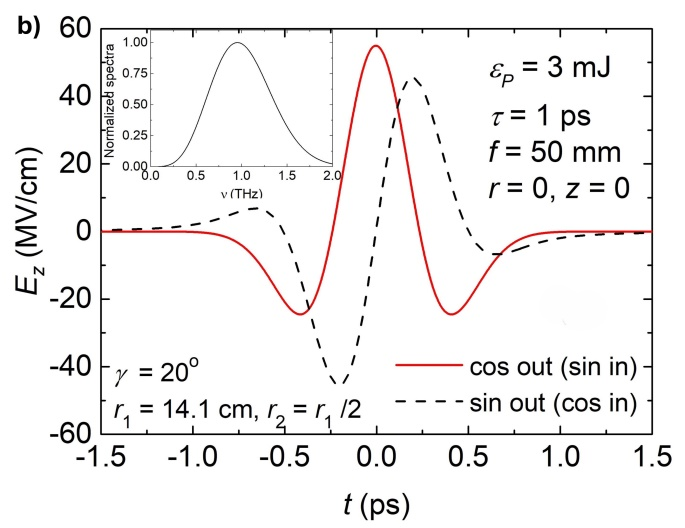 b)
60
40
20
0
-20
-40
-60
E_z (MV/cm)
-1.5 -1.0 -0.5 0.0 0.5 1.0 1.5
t (ps)
1.00
0.75
0.50
0.25
0.00
Normalized spectra
0.0 0.5 1.0 1.5 2.0
ν (THz)
ε_P = 3 mJ
τ = 1 ps
f = 50 mm
r = 0, z = 0
γ = 20°
r_1 = 14.1 cm, r_2 = r_1 /2
cos out (sin in)
sin out (cos in)